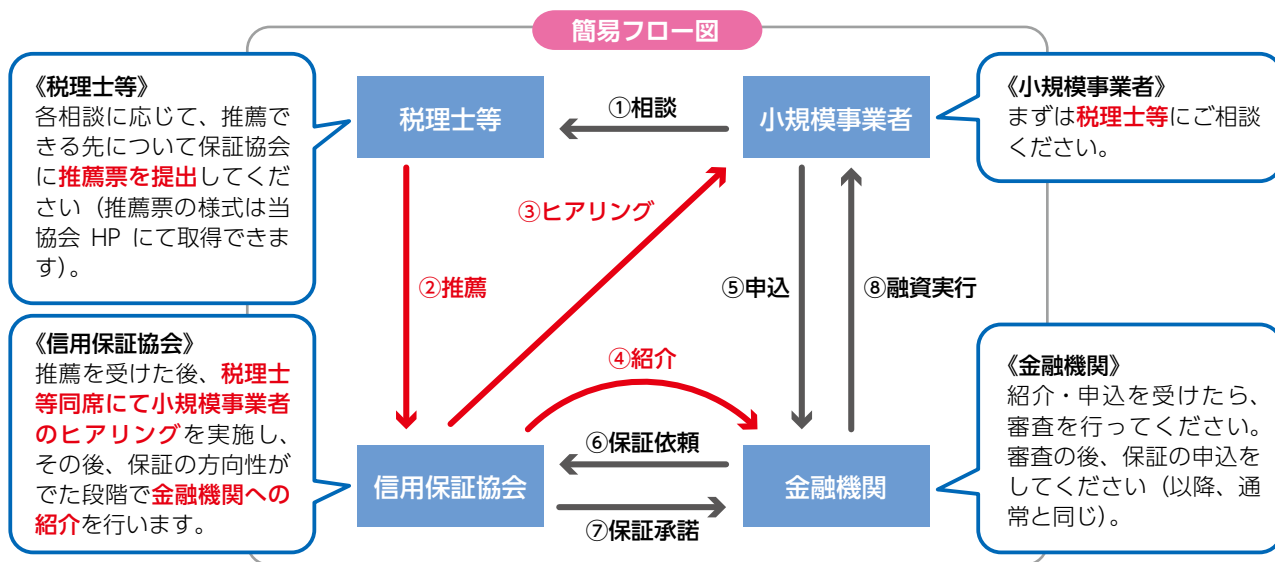 簡易フロー図
《税理士等》
各相談に応じて、推薦で
きる先について保証協会
に推薦票を提出してくだ
さい（推薦票の様式は当
協会 HP にて取得できま
す）。
税理士等
①相談
小規模事業者
《小規模事業者》
まずは税理士等にご相談
ください。
③ヒアリング
②推薦
⑤申込
⑧融資実行
《信用保証協会》
推薦を受けた後、税理士
等同席にて小規模事業者
のヒアリングを実施し、
その後、保証の方向性が
でた段階で金融機関への
紹介を行います。
④紹介
⑥保証依頼
信用保証協会
金融機関
⑦保証承諾
《金融機関》
紹介・申込を受けたら、
審査を行ってください。
審査の後、保証の申込を
してください（以降、通
常と同じ）。